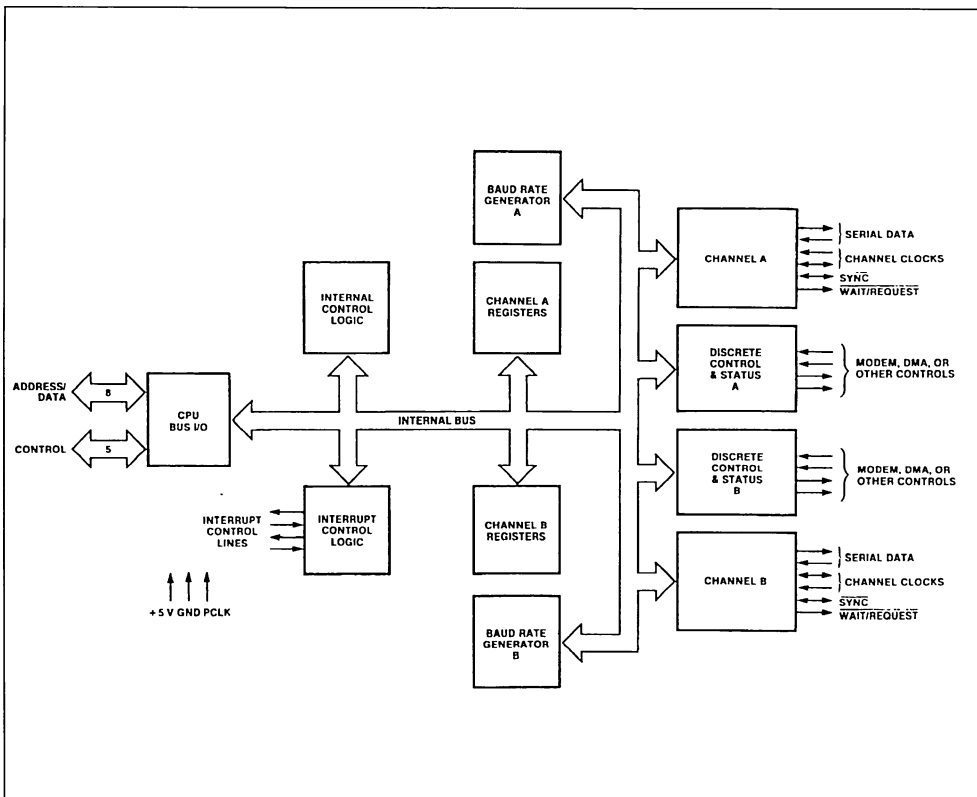 BAUD RATE
GENERATOR
A
CHANNEL A
SERIAL DATA
CHANNEL CLOCKS
SYNC
WAIT/REQUEST
INTERNAL
CONTROL
LOGIC
CHANNEL A
REGISTERS
DISCRETE
CONTROL
& STATUS
A
MODEM, DMA, OR
OTHER CONTROLS
ADDRESS/
DATA
8
CPU
BUS I/O
INTERNAL BUS
CONTROL
5
DISCRETE
CONTROL
& STATUS
B
MODEM, DMA, OR
OTHER CONTROLS
INTERRUPT
CONTROL
LINES
INTERRUPT
CONTROL
LOGIC
CHANNEL B
REGISTERS
CHANNEL B
SERIAL DATA
CHANNEL CLOCKS
SYNC
WAIT/REQUEST
+ 5 V GND PCLK
BAUD RATE
GENERATOR
B